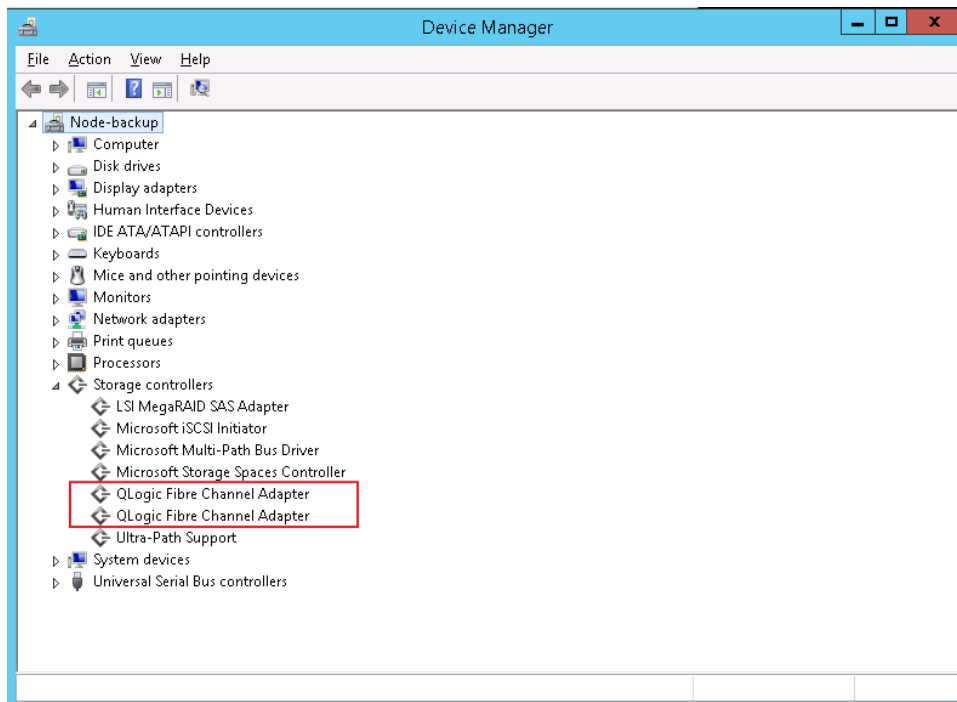 Device Manager
File Action View Help
Node-backup
Computer
Disk drives
Display adapters
Human Interface Devices
IDE ATA/ATAPI controllers
Keyboards
Mice and other pointing devices
Monitors
Network adapters
Print queues
Processors
Storage controllers
LSI MegaRAID SAS Adapter
Microsoft iSCSI Initiator
Microsoft Multi-Path Bus Driver
Microsoft Storage Spaces Controller
QLogic Fibre Channel Adapter
QLogic Fibre Channel Adapter
Ultra-Path Support
System devices
Universal Serial Bus controllers